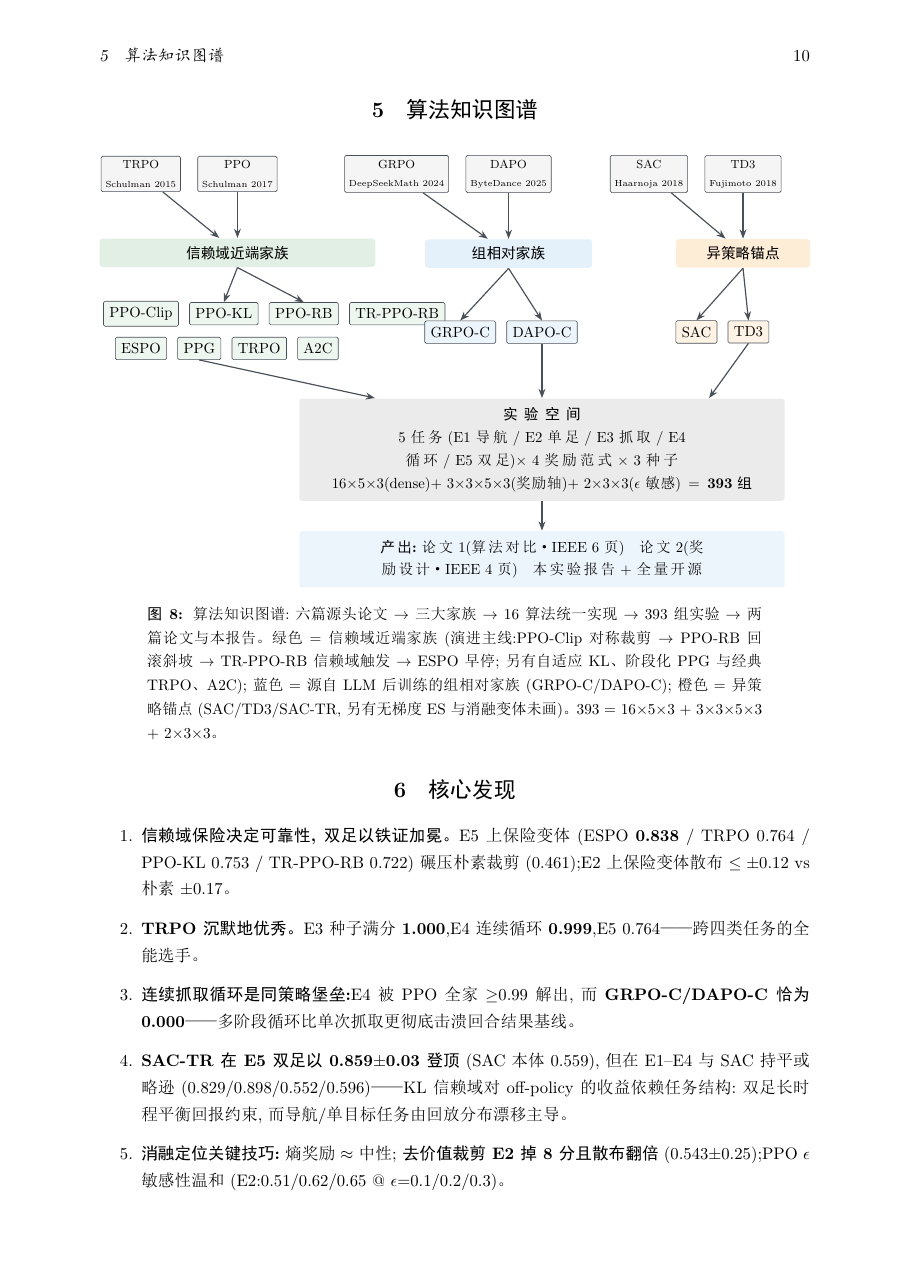 5 算法知识图谱 10
5 算法知识图谱
TRPO
Schulman 2015
PPO
Schulman 2017
GRPO
DeepSeekMath 2024
DAPO
ByteDance 2025
SAC
Haarnoja 2018
TD3
Fujimoto 2018
信赖域近端家族
组相对家族
异策略锚点
PPO-Clip
PPO-KL
PPO-RB
TR-PPO-RB
GRPO-C
DAPO-C
SAC
TD3
ESPO
PPG
TRPO
A2C
实验空间
5 任务 (E1 导航 / E2 单足 / E3 抓取 / E4
循环 / E5 双足)× 4 奖励范式 × 3 种子
16×5×3(dense)+ 3×3×5×3(奖励轴)+ 2×3×3(ϵ 敏感) = 393 组
产出: 论文 1(算法对比•IEEE 6 页) 论文 2(奖
励设计•IEEE 4 页) 本实验报告 + 全量开源
图 8: 算法知识图谱: 六篇源头论文 → 三大家族 → 16 算法统一实现 → 393 组实验 → 两
篇论文与本报告。绿色 = 信赖域近端家族 (演进主线:PPO-Clip 对称裁剪 → PPO-RB 回
滚斜坡 → TR-PPO-RB 信赖域触发 → ESPO 早停; 另有自适应 KL、阶段化 PPG 与经典
TRPO、A2C); 蓝色 = 源自 LLM 后训练的组相对家族 (GRPO-C/DAPO-C); 橙色 = 异策
略锚点 (SAC/TD3/SAC-TR, 另有无梯度 ES 与消融变体未画)。393 = 16×5×3 + 3×3×5×3
+ 2×3×3。
6 核心发现
1. 信赖域保险决定可靠性, 双足以铁证加冕。E5 上保险变体 (ESPO 0.838 / TRPO 0.764 /
PPO-KL 0.753 / TR-PPO-RB 0.722) 碾压朴素裁剪 (0.461);E2 上保险变体散布 ≤ ±0.12 vs
朴素 ±0.17。
2. TRPO 沉默地优秀。E3 种子满分 1.000,E4 连续循环 0.999,E5 0.764——跨四类任务的全
能选手。
3. 连续抓取循环是同策略堡垒:E4 被 PPO 全家 ≥0.99 解出, 而 GRPO-C/DAPO-C 恰为
0.000——多阶段循环比单次抓取更彻底击溃回合结果基线。
4. SAC-TR 在 E5 双足以 0.859±0.03 登顶 (SAC 本体 0.559), 但在 E1–E4 与 SAC 持平或
略逊 (0.829/0.898/0.552/0.596)——KL 信赖域对 off-policy 的收益依赖任务结构: 双足长时
程平衡回报约束, 而导航/单目标任务由回放分布漂移主导。
5. 消融定位关键技巧: 熵奖励 ≈ 中性; 去价值裁剪 E2 掉 8 分且散布翻倍 (0.543±0.25);PPO ϵ
敏感性温和 (E2:0.51/0.62/0.65 @ ϵ=0.1/0.2/0.3)。